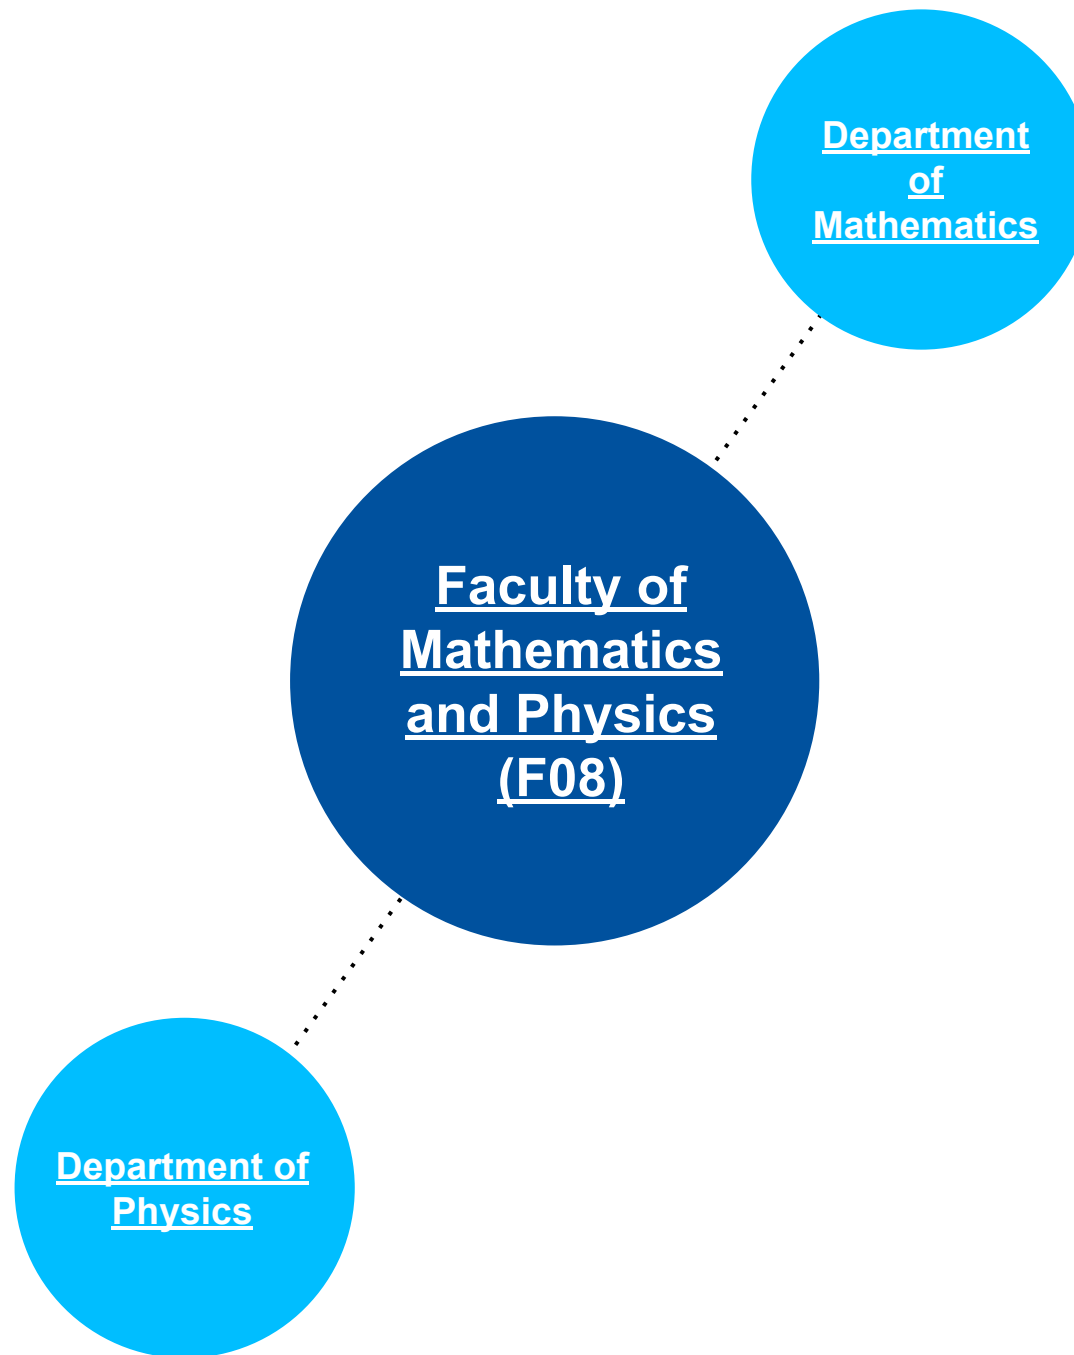 Department
of
Mathematics
Faculty of
Mathematics
and Physics
(F08)
Department of
Physics